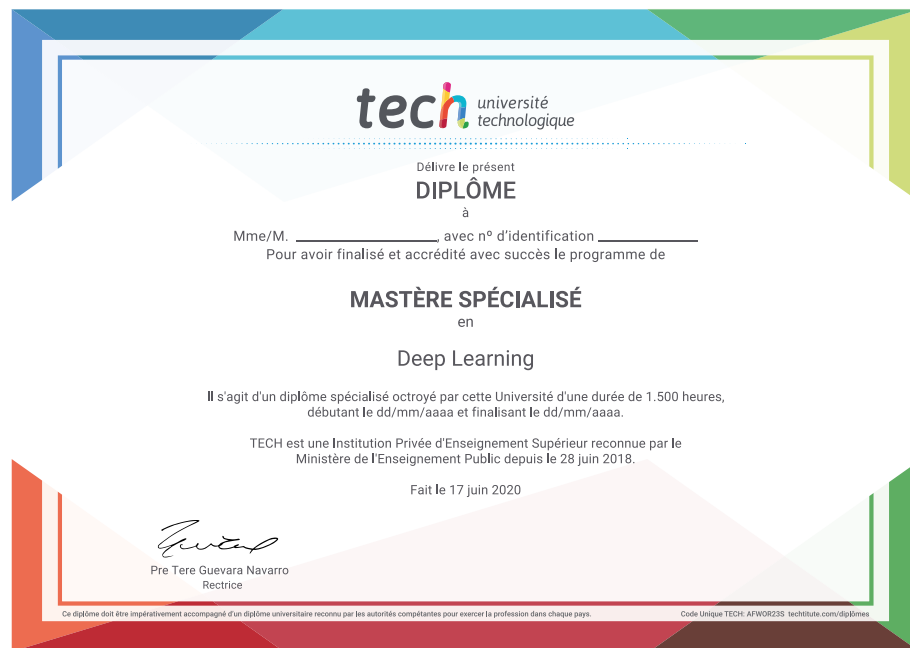 tech université
technologique
Délivre le présent
DIPLÔME
à
Mme/M. ____________, avec nº d'identification ____________
Pour avoir finalisé et accrédité avec succès le programme de
MASTÈRE SPÉCIALISÉ
en
Deep Learning
Il s'agit d'un diplôme spécialisé octroyé par cette Université d'une durée de 1.500 heures,
débutant le dd/mm/aaaa et finalisant le dd/mm/aaaa.
TECH est une Institution Privée d'Enseignement Supérieur reconnue par le
Ministère de l'Enseignement Public depuis le 28 juin 2018.
Fait le 17 juin 2020
Pre Tere Guevara Navarro
Rectrice
Ce diplôme doit être impérativement accompagné d'un diplôme universitaire reconnu par les autorités compétentes pour exercer la profession dans chaque pays.
Code Unique TECH: AFWOR23S techtitute.com/diplômes